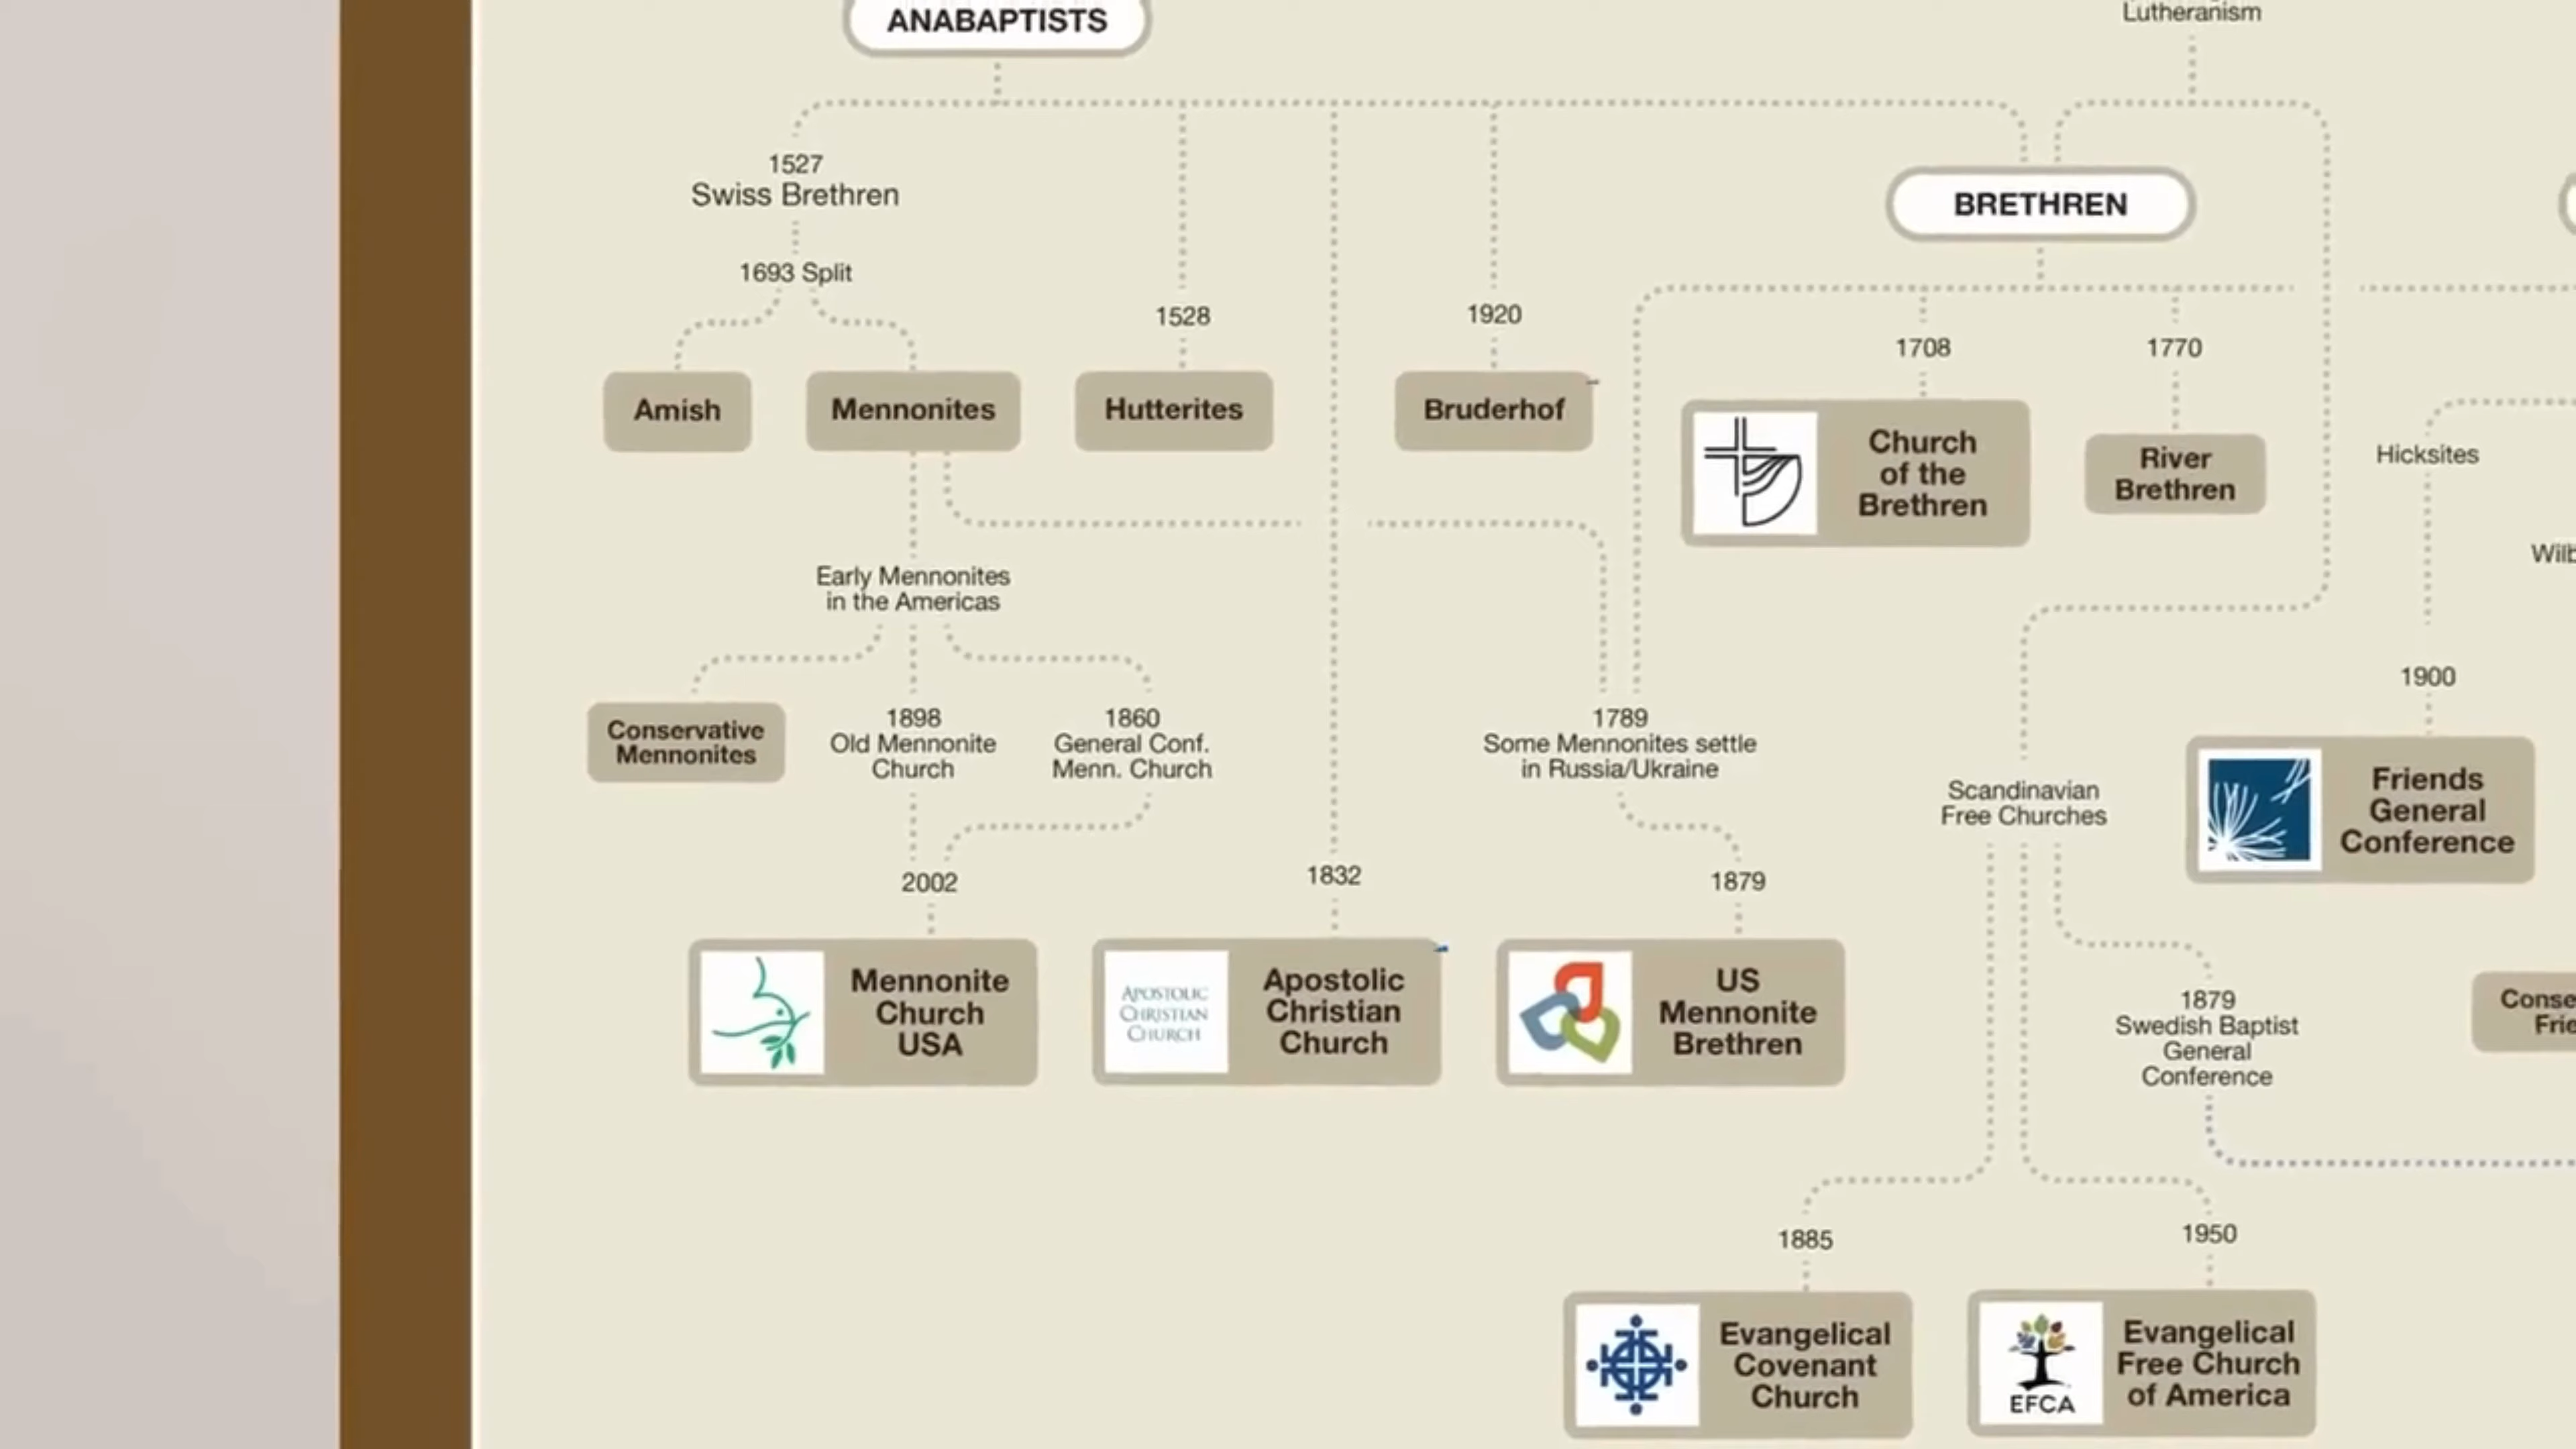 ANABAPTISTS
Lutheranism
1527
Swiss Brethren
1693 Split
BRETHREN
1528
1920
1708
1770
Amish
Mennonites
Hutterites
Bruderhof
Church
of the
Brethren
River
Brethren
Hicksites
Early Mennonites
in the Americas
1900
Conservative
Mennonites
1898
Old Mennonite
Church
1860
General Conf.
Menn. Church
1789
Some Mennonites settle
in Russia/Ukraine
Scandinavian
Free Churches
Friends
General
Conference
2002
1832
1879
Mennonite
Church
USA
APOSTOLIC
CHRISTIAN
CHURCH
Apostolic
Christian
Church
US
Mennonite
Brethren
1879
Swedish Baptist
General
Conference
1885
1950
Evangelical
Covenant
Church
EFCA
Evangelical
Free Church
of America